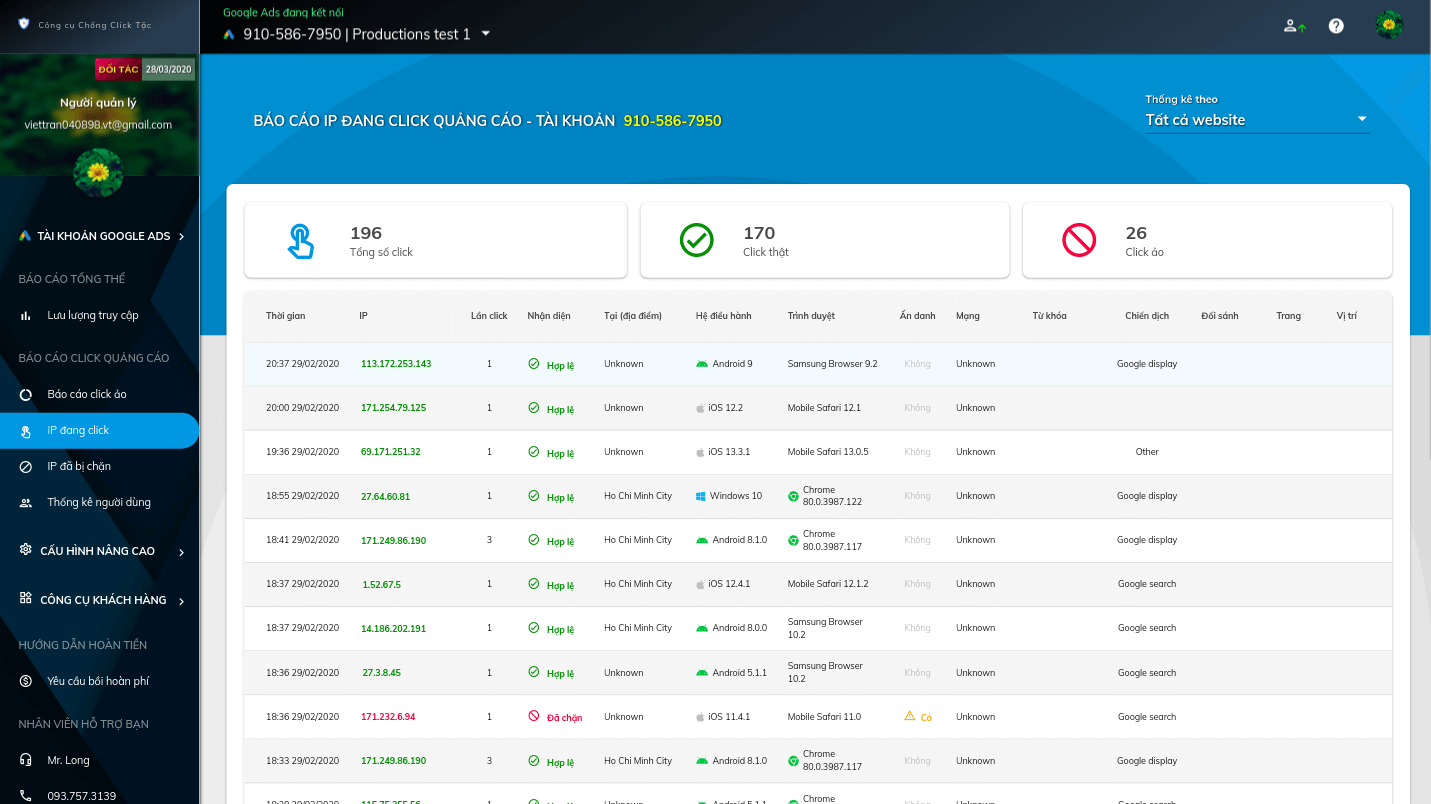 Công cụ Chống Click Tặc
Google Ads đang kết nối
910-586-7950 | Productions test 1
ĐỐI TÁC 28/03/2020
Người quản lý
viettran040898.vt@gmail.com
TÀI KHOẢN GOOGLE ADS
BÁO CÁO TỔNG THỂ
Lưu lượng truy cập
BÁO CÁO CLICK QUẢNG CÁO
Báo cáo click ảo
IP đang click
IP đã bị chặn
Thống kê người dùng
CẤU HÌNH NÂNG CAO
CÔNG CỤ KHÁCH HÀNG
HƯỚNG DẪN HOÀN TIỀN
Yêu cầu bồi hoàn phí
NHÂN VIÊN HỖ TRỢ BẠN
Mr. Long
093.757.3139
BÁO CÁO IP ĐANG CLICK QUẢNG CÁO - TÀI KHOẢN 910-586-7950
Thống kê theo
Tất cả website
196
Tổng số click
170
Click thật
26
Click ảo
Thời gian IP Lần click Nhận diện Tại (địa điểm) Hệ điều hành Trình duyệt Ẩn danh Mạng Từ khóa Chiến dịch Đối sánh Trang Vị trí
20:37 29/02/2020 113.172.253.143 1 Hợp lệ Unknown Android 9 Samsung Browser 9.2 Không Unknown Google display
20:00 29/02/2020 171.254.79.125 1 Hợp lệ Unknown iOS 12.2 Mobile Safari 12.1 Không Unknown
19:36 29/02/2020 69.171.251.32 1 Hợp lệ Unknown iOS 13.3.1 Mobile Safari 13.0.5 Không Unknown Other
18:55 29/02/2020 27.64.60.81 1 Hợp lệ Ho Chi Minh City Windows 10 Chrome 80.0.3987.122 Không Unknown Google display
18:41 29/02/2020 171.249.86.190 3 Hợp lệ Ho Chi Minh City Android 8.1.0 Chrome 80.0.3987.117 Không Unknown Google display
18:37 29/02/2020 1.52.67.5 1 Hợp lệ Ho Chi Minh City iOS 12.4.1 Mobile Safari 12.1.2 Không Unknown Google search
18:37 29/02/2020 14.186.202.191 1 Hợp lệ Ho Chi Minh City Android 8.0.0 Samsung Browser 10.2 Không Unknown Google search
18:36 29/02/2020 27.3.8.45 1 Hợp lệ Unknown Android 5.1.1 Samsung Browser 10.2 Không Unknown Google search
18:36 29/02/2020 171.232.6.94 1 Đã chặn Unknown iOS 11.4.1 Mobile Safari 11.0 Có Unknown Google search
18:33 29/02/2020 171.249.86.190 3 Hợp lệ Ho Chi Minh City Android 8.1.0 Chrome 80.0.3987.117 Không Unknown Google display
Chrome